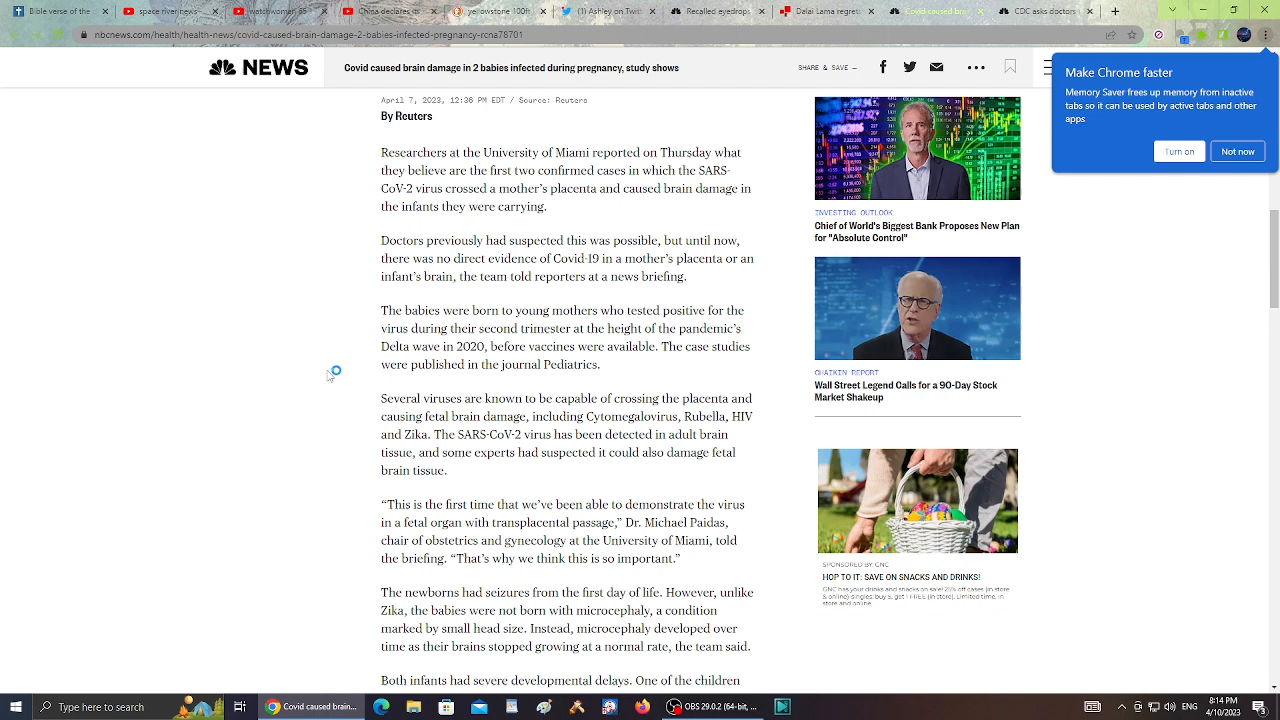 Bible verse of the
space river news -
watchwoman 65
Chris declares its
yellowstone 1000
(1) Ashley on Twit
Recalled drops
Dalai Lama regrets
Covid caused brai
CDC asks doctors
nbcnews.com/health/health-news/covid-caused-brain-damage-2-babies-infected-pregnancy-study-rcna78707
NEWS
Covid caused brain damage in 2 babies infected during pregnancy, study shows
SHARE & SAVE —
April 7, 2023, 12:36 PM EDT / Source: Reuters
By Reuters
Researchers at the University of Miami reported on Thursday what
they believe are the first two confirmed cases in which the SARS-
CoV-2 virus crossed a mother's placenta and caused brain damage in
the infants they were carrying.
Doctors previously had suspected this was possible, but until now,
there was no direct evidence of Covid-19 in a mother's placenta or an
infant's brain, the team told reporters at a news briefing.
The babies were born to young mothers who tested positive for the
virus during their second trimester at the height of the pandemic's
Delta wave in 2020, before vaccines were available. The case studies
were published in the journal Pediatrics.
Several viruses are known to be capable of crossing the placenta and
causing fetal brain damage, including Cytomegalovirus, Rubella, HIV
and Zika. The SARS-CoV-2 virus has been detected in adult brain
tissue, and some experts had suspected it could also damage fetal
brain tissue.
“This is the first time that we've been able to demonstrate the virus
in a fetal organ with transplacental passage,” Dr. Michael Paidas,
chair of obstetrics and gynecology at the University of Miami, told
the briefing. “That's why we think this is so important.”
The newborns had seizures from the first day of life. However, unlike
Zika, the babies were not born with microcephaly, a condition
marked by small head size. Instead, microcephaly developed over
time as their brains stopped growing at a normal rate, the team said.
Both infants had severe developmental delays. One of the children
INVESTING OUTLOOK
Chief of World's Biggest Bank Proposes New Plan
for "Absolute Control"
CHAIKIN REPORT
Wall Street Legend Calls for a 90-Day Stock
Market Shakeup
SPONSORED BY: GNC
HOP TO IT: SAVE ON SNACKS AND DRINKS!
GNC has your drinks and snacks on sale! 25% off cases (in store
& online) singles: buy 5, get 1 FREE (in store). Limited time, in
store and online.
Make Chrome faster
Memory Saver frees up memory from inactive
tabs so it can be used by active tabs and other
apps
Turn on
Not now
Type here to search
Covid caused brain...
8:14 PM
4/10/2023